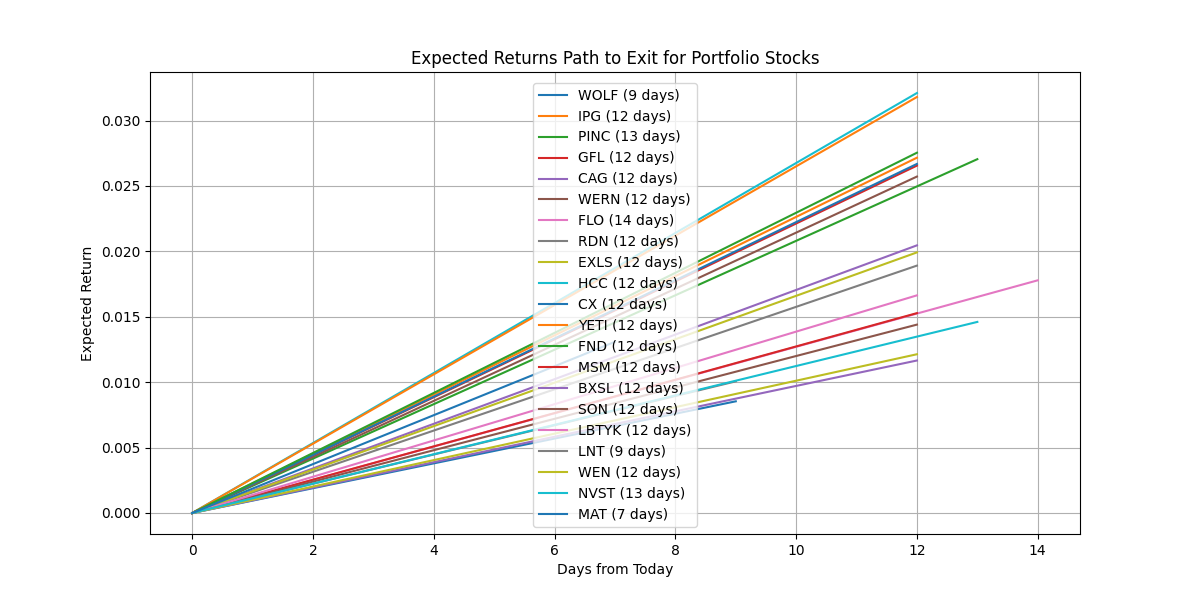 Expected Returns Path to Exit for Portfolio Stocks
Expected Return
0.030
0.025
0.020
0.015
0.010
0.005
0.000
WOLF (9 days)
IPG (12 days)
PINC (13 days)
GFL (12 days)
CAG (12 days)
WERN (12 days)
FLO (14 days)
RDN (12 days)
EXLS (12 days)
HCC (12 days)
CX (12 days)
YETI (12 days)
FND (12 days)
MSM (12 days)
BXSL (12 days)
SON (12 days)
LBTYK (12 days)
LNT (9 days)
WEN (12 days)
NVST (13 days)
MAT (7 days)
0 2 4 6 8 10 12 14
Days from Today